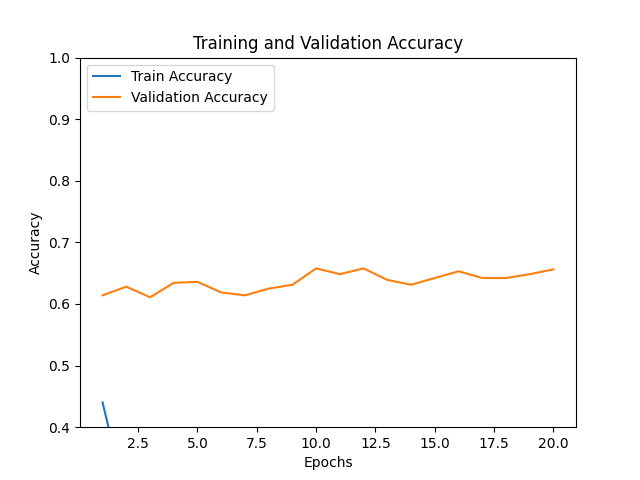 Training and Validation Accuracy
Train Accuracy
Validation Accuracy
1.0
0.9
0.8
0.7
0.6
0.5
0.4
Accuracy
2.5 5.0 7.5 10.0 12.5 15.0 17.5 20.0
Epochs